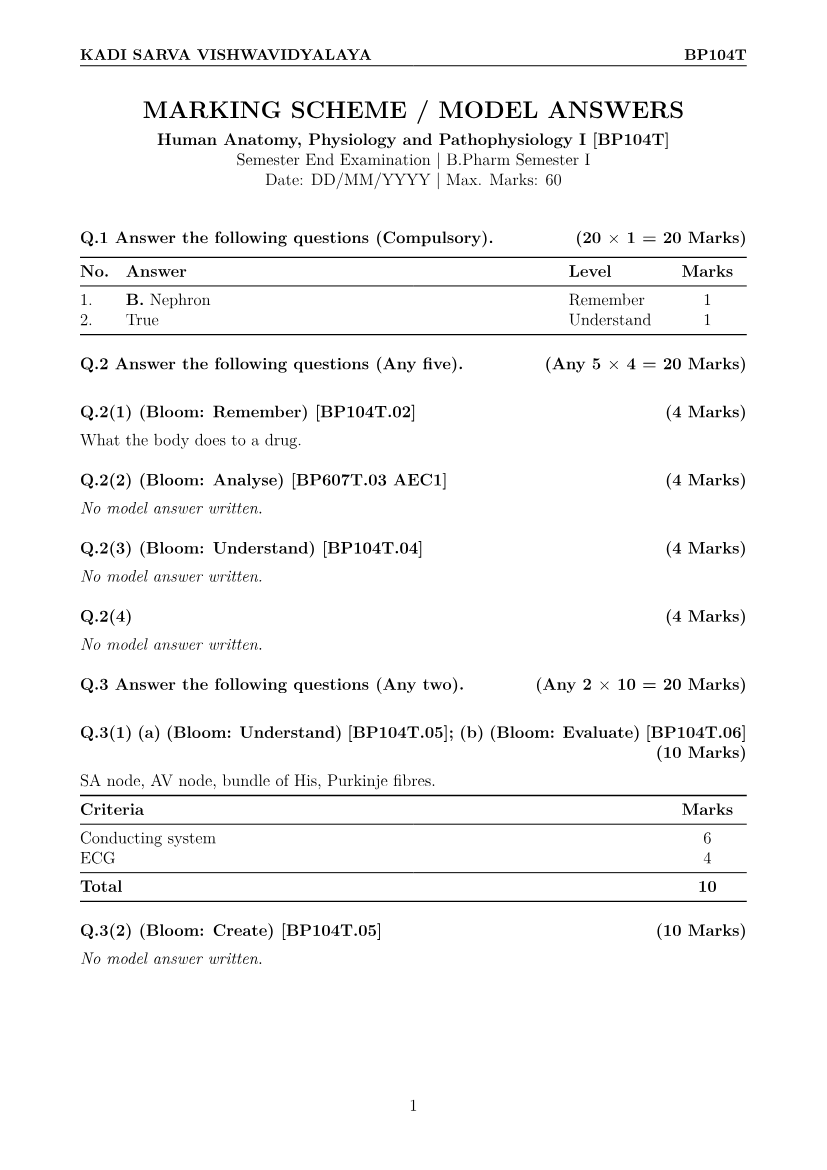 KADI SARVA VISHWAVIDYALAYA BP104T
MARKING SCHEME / MODEL ANSWERS
Human Anatomy, Physiology and Pathophysiology I [BP104T]
Semester End Examination | B.Pharm Semester I
Date: DD/MM/YYYY | Max. Marks: 60
Q.1 Answer the following questions (Compulsory). (20 × 1 = 20 Marks)
No. Answer Level Marks
1. B. Nephron Remember 1
2. True Understand 1
Q.2 Answer the following questions (Any five). (Any 5 × 4 = 20 Marks)
Q.2(1) (Bloom: Remember) [BP104T.02] (4 Marks)
What the body does to a drug.
Q.2(2) (Bloom: Analyse) [BP607T.03 AEC1] (4 Marks)
No model answer written.
Q.2(3) (Bloom: Understand) [BP104T.04] (4 Marks)
No model answer written.
Q.2(4) (4 Marks)
No model answer written.
Q.3 Answer the following questions (Any two). (Any 2 × 10 = 20 Marks)
Q.3(1) (a) (Bloom: Understand) [BP104T.05]; (b) (Bloom: Evaluate) [BP104T.06]
(10 Marks)
SA node, AV node, bundle of His, Purkinje fibres.
Criteria Marks
Conducting system 6
ECG 4
Total 10
Q.3(2) (Bloom: Create) [BP104T.05] (10 Marks)
No model answer written.
1